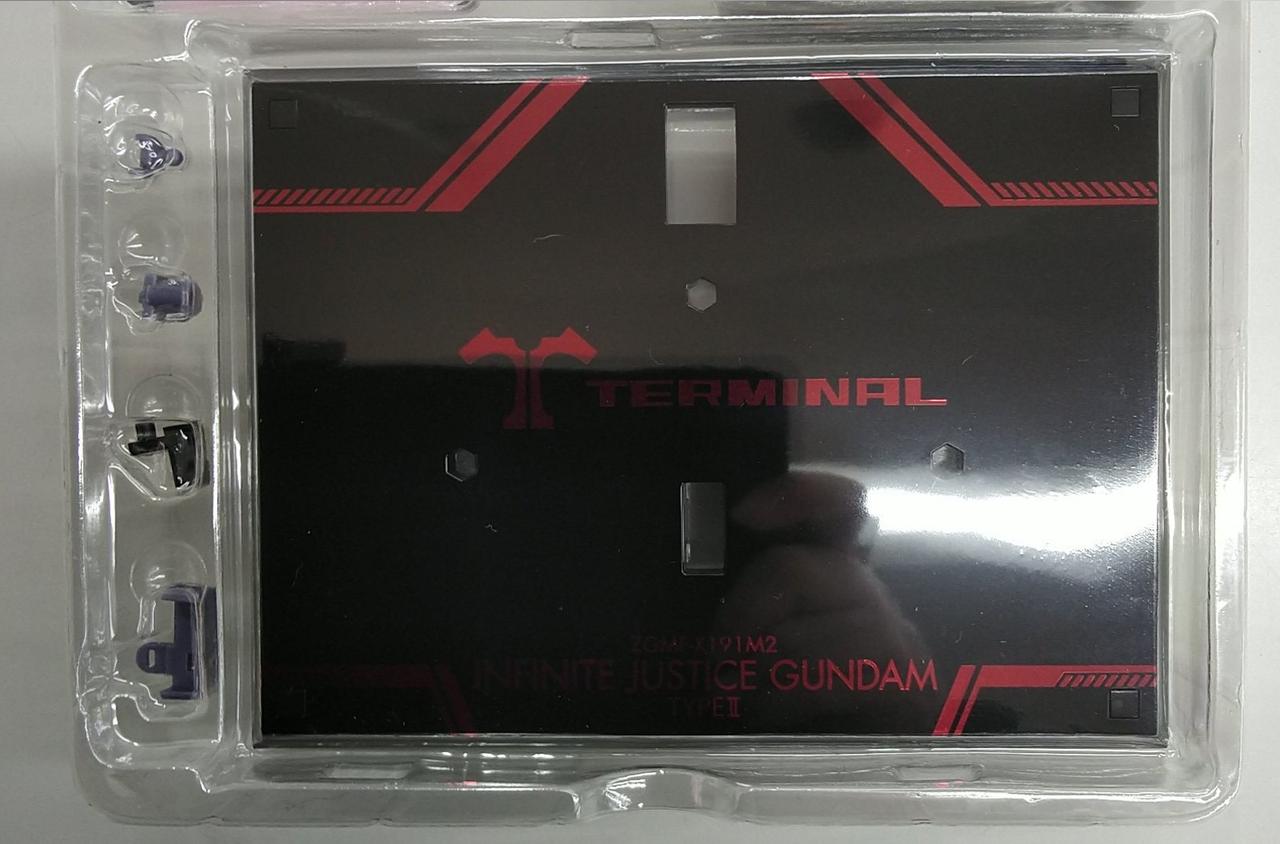 TERMINAL
ZGMF-X191M2
INFINITE JUSTICE GUNDAM
TYPEⅡ